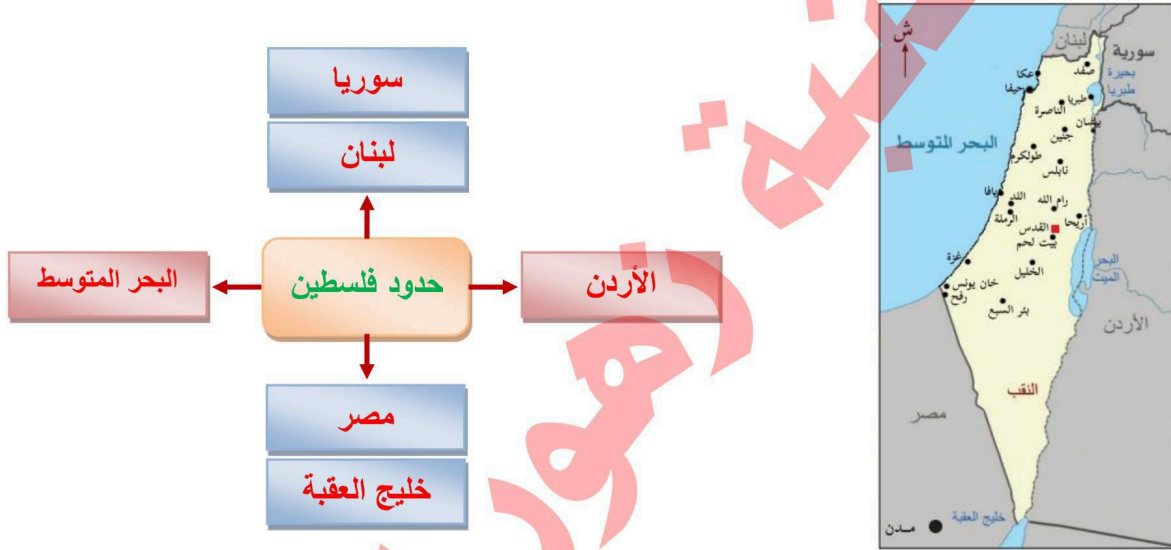 سوريا
لبنان
البحر المتوسط
حدود فلسطين
الأردن
مصر
خليج العقبة
ش
لبنان
سورية
صفد
بحيرة
طبريا
عكا
حيفا
طبريا
الناصرة
بيسان
جنين
البحر المتوسط
طولكرم
نابلس
يافا
اللد
رام الله
الرملة
أريحا
القدس
بيت لحم
غزة
الخليل
البحر
الميت
خان يونس
رفح
بئر السبع
الأردن
النقب
مصر
خليج العقبة
مدن